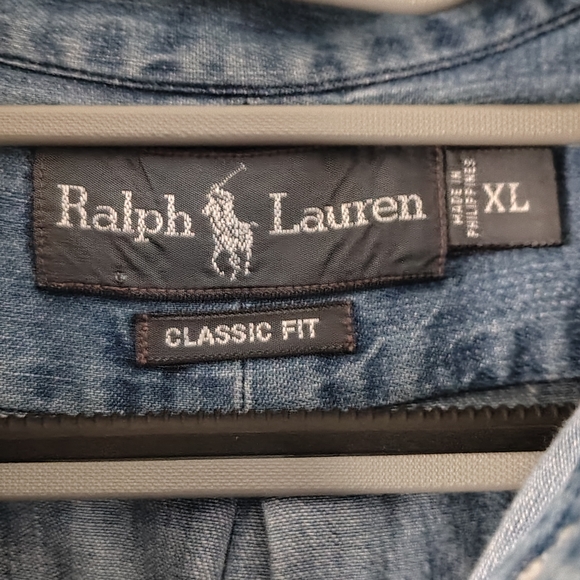 Ralph Lauren
MADE IN
PHILIPPINES
XL
CLASSIC FIT